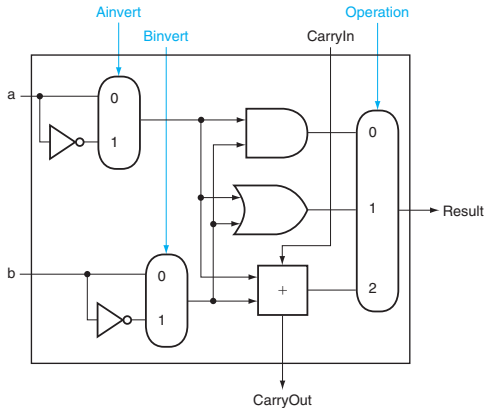 Ainvert
Operation
Binvert
CarryIn
a
0
1
0
1
Result
b
0
1
+
2
CarryOut